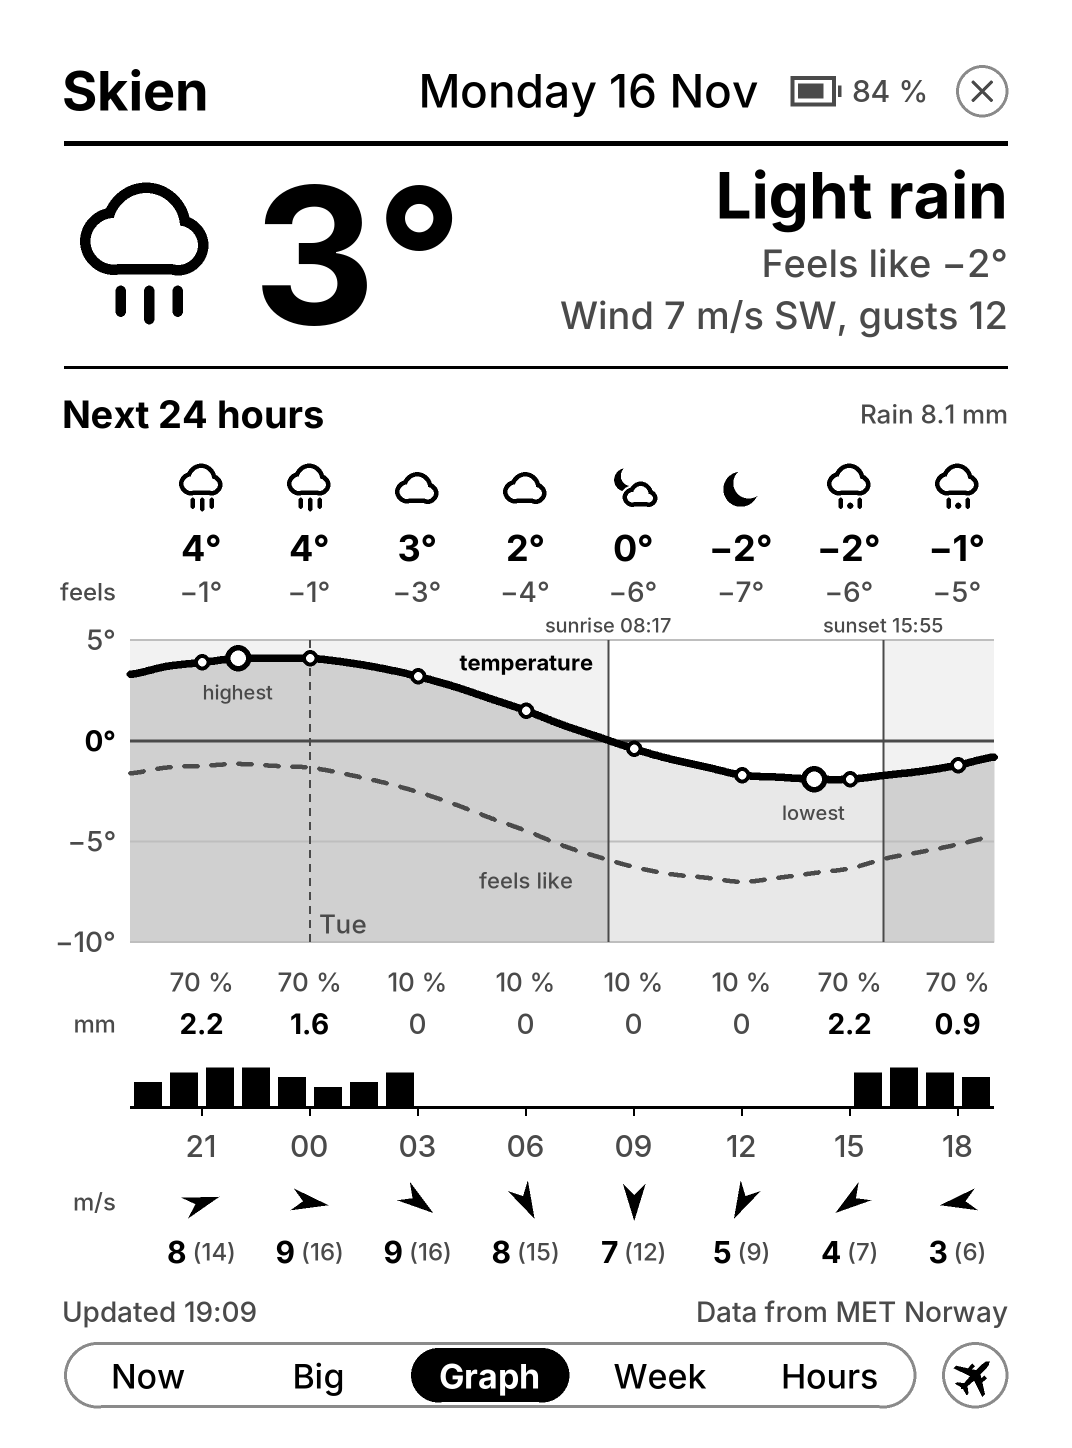 Skien Monday 16 Nov 84 %
3° Light rain
Feels like −2°
Wind 7 m/s SW, gusts 12
Next 24 hours Rain 8.1 mm
4° 4° 3° 2° 0° −2° −2° −1°
feels −1° −1° −3° −4° −6° −7° −6° −5°
sunrise 08:17 sunset 15:55
5°
temperature
highest
0°
lowest
−5°
feels like
Tue
−10°
70 % 70 % 10 % 10 % 10 % 10 % 70 % 70 %
mm 2.2 1.6 0 0 0 0 2.2 0.9
21 00 03 06 09 12 15 18
m/s
8 (14) 9 (16) 9 (16) 8 (15) 7 (12) 5 (9) 4 (7) 3 (6)
Updated 19:09 Data from MET Norway
Now Big Graph Week Hours